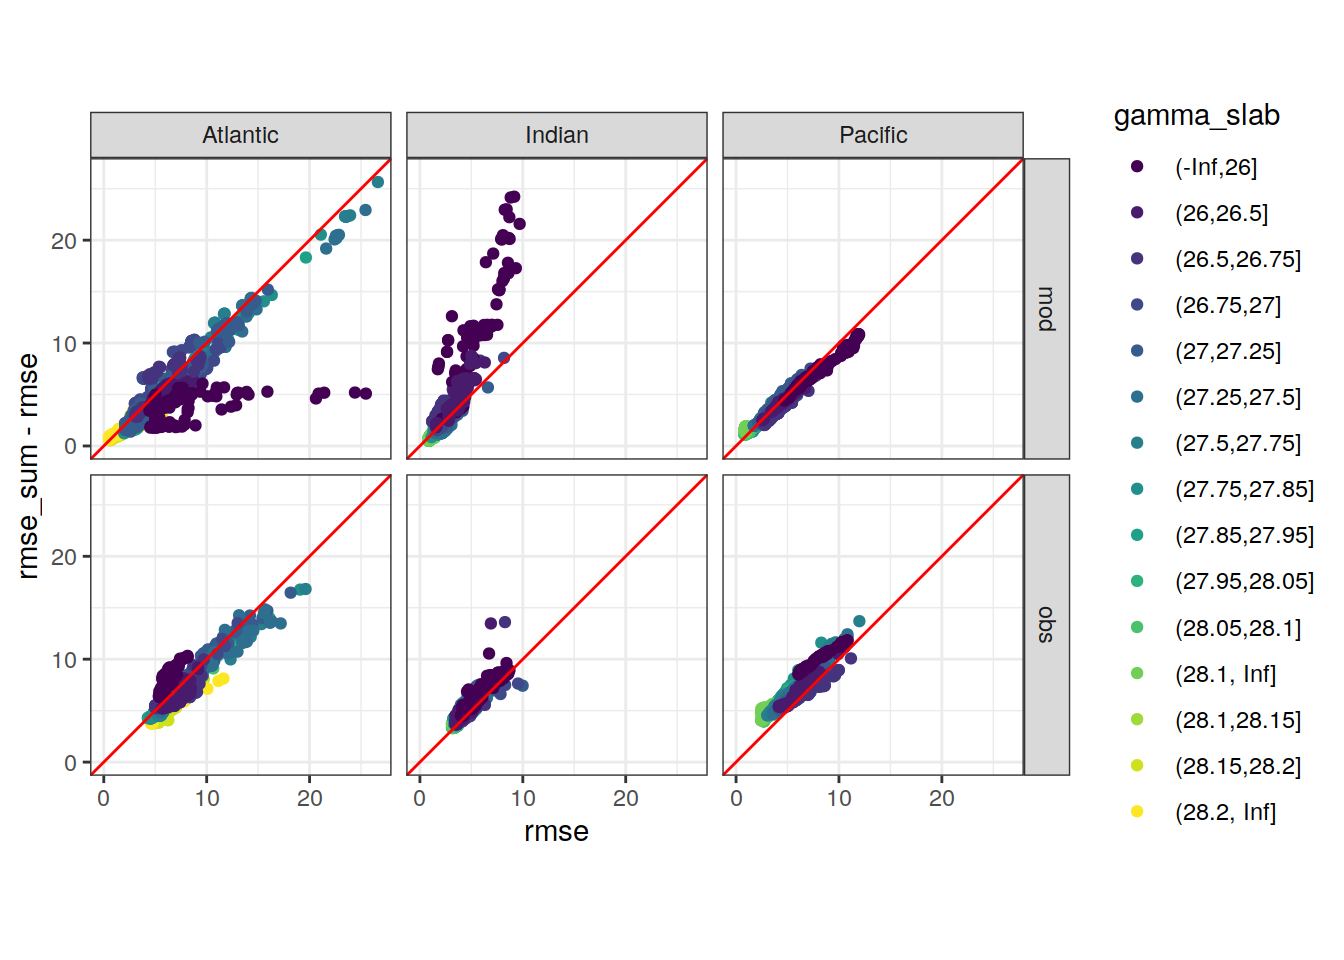 Atlantic
Indian
Pacific
20
10
0
mod
20
10
0
obs
0
10
20
0
10
20
0
10
20
rmse
rmse_sum - rmse
gamma_slab
(-Inf,26]
(26,26.5]
(26.5,26.75]
(26.75,27]
(27,27.25]
(27.25,27.5]
(27.5,27.75]
(27.75,27.85]
(27.85,27.95]
(27.95,28.05]
(28.05,28.1]
(28.1, Inf]
(28.1,28.15]
(28.15,28.2]
(28.2, Inf]